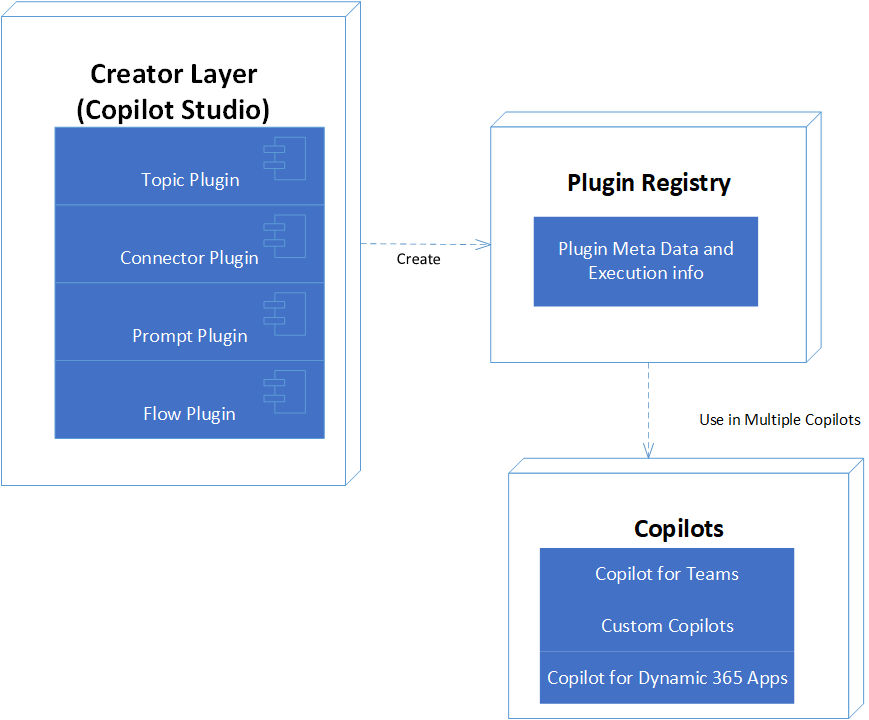 Creator Layer
(Copilot Studio)
Topic Plugin
Connector Plugin
Prompt Plugin
Flow Plugin
Create
Plugin Registry
Plugin Meta Data and
Execution info
Use in Multiple Copilots
Copilots
Copilot for Teams
Custom Copilots
Copilot for Dynamic 365 Apps